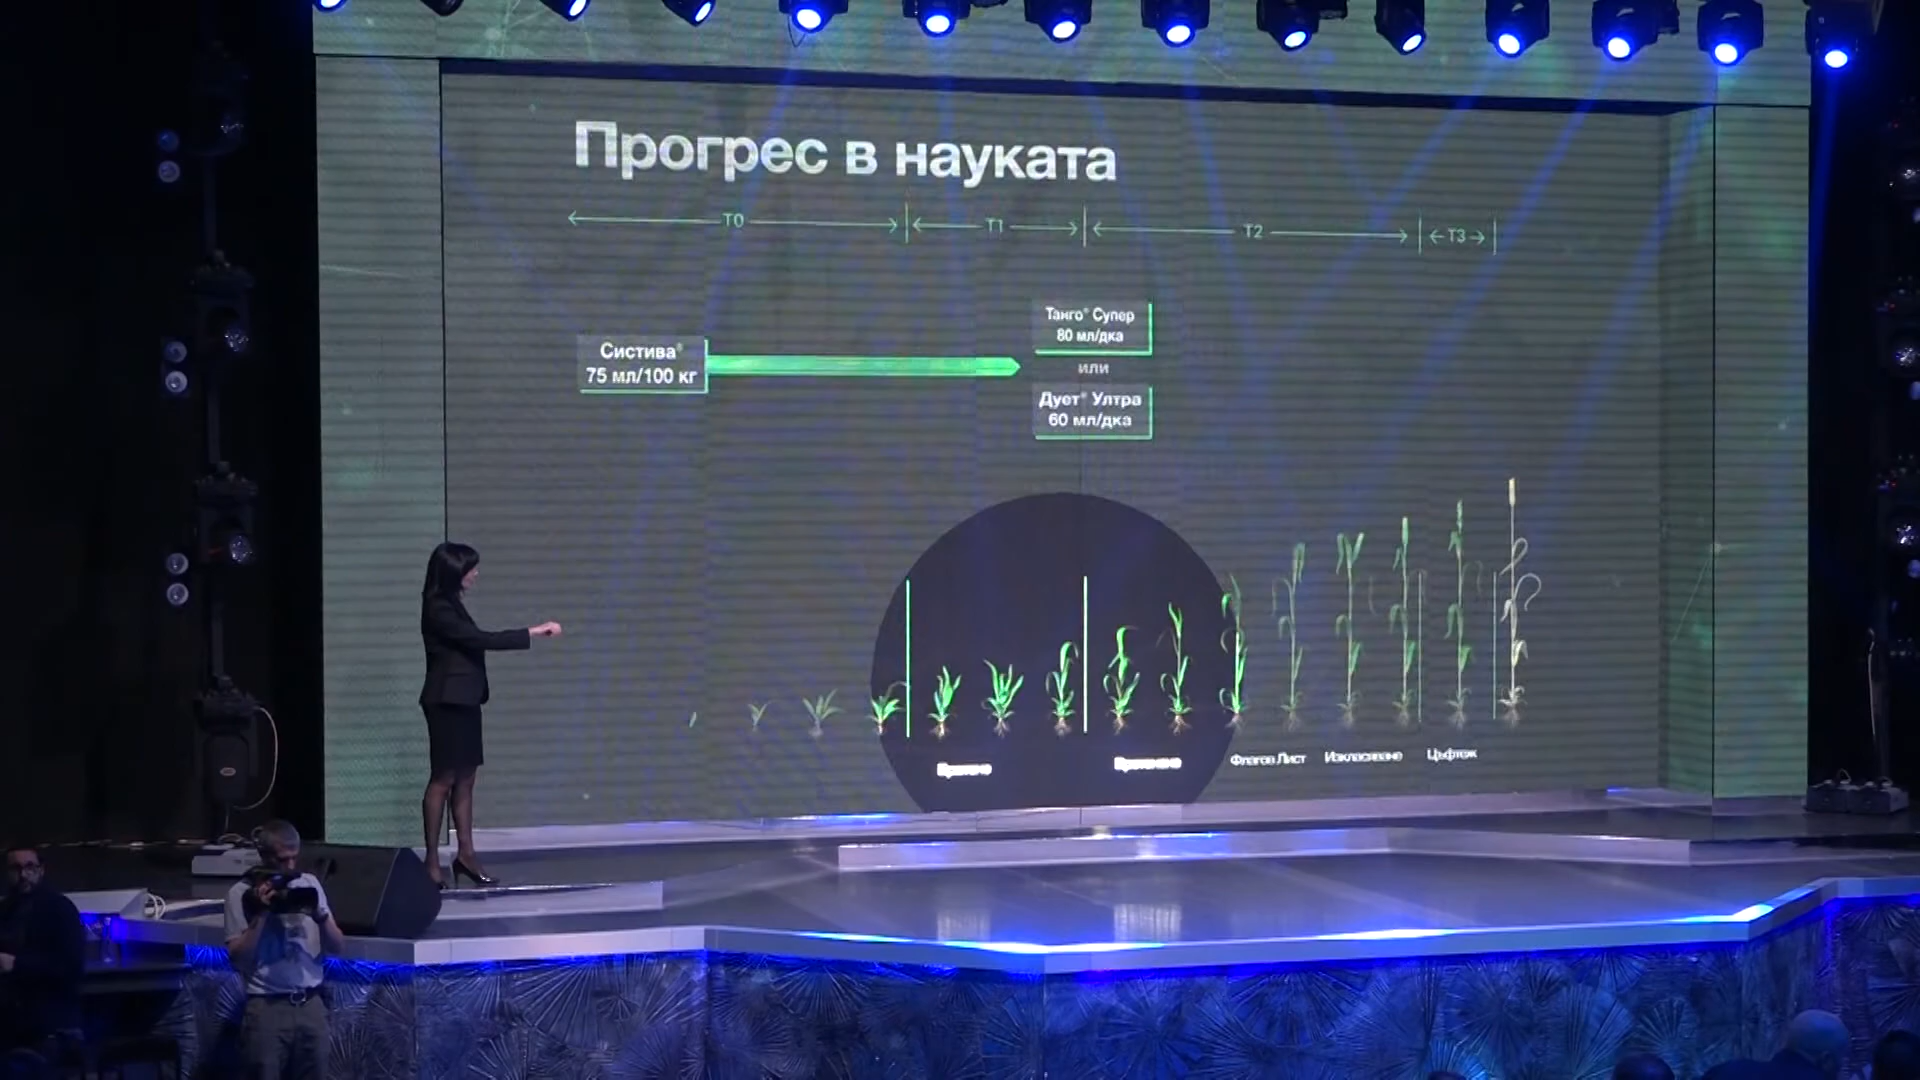 Прогрес в науката
T0 T1 T2 T3
Систива®
75 мл/100 кг
Танго® Супер
80 мл/дка
или
Дует® Ултра
60 мл/дка
Флагов Лист Изкласяване Цъфтеж